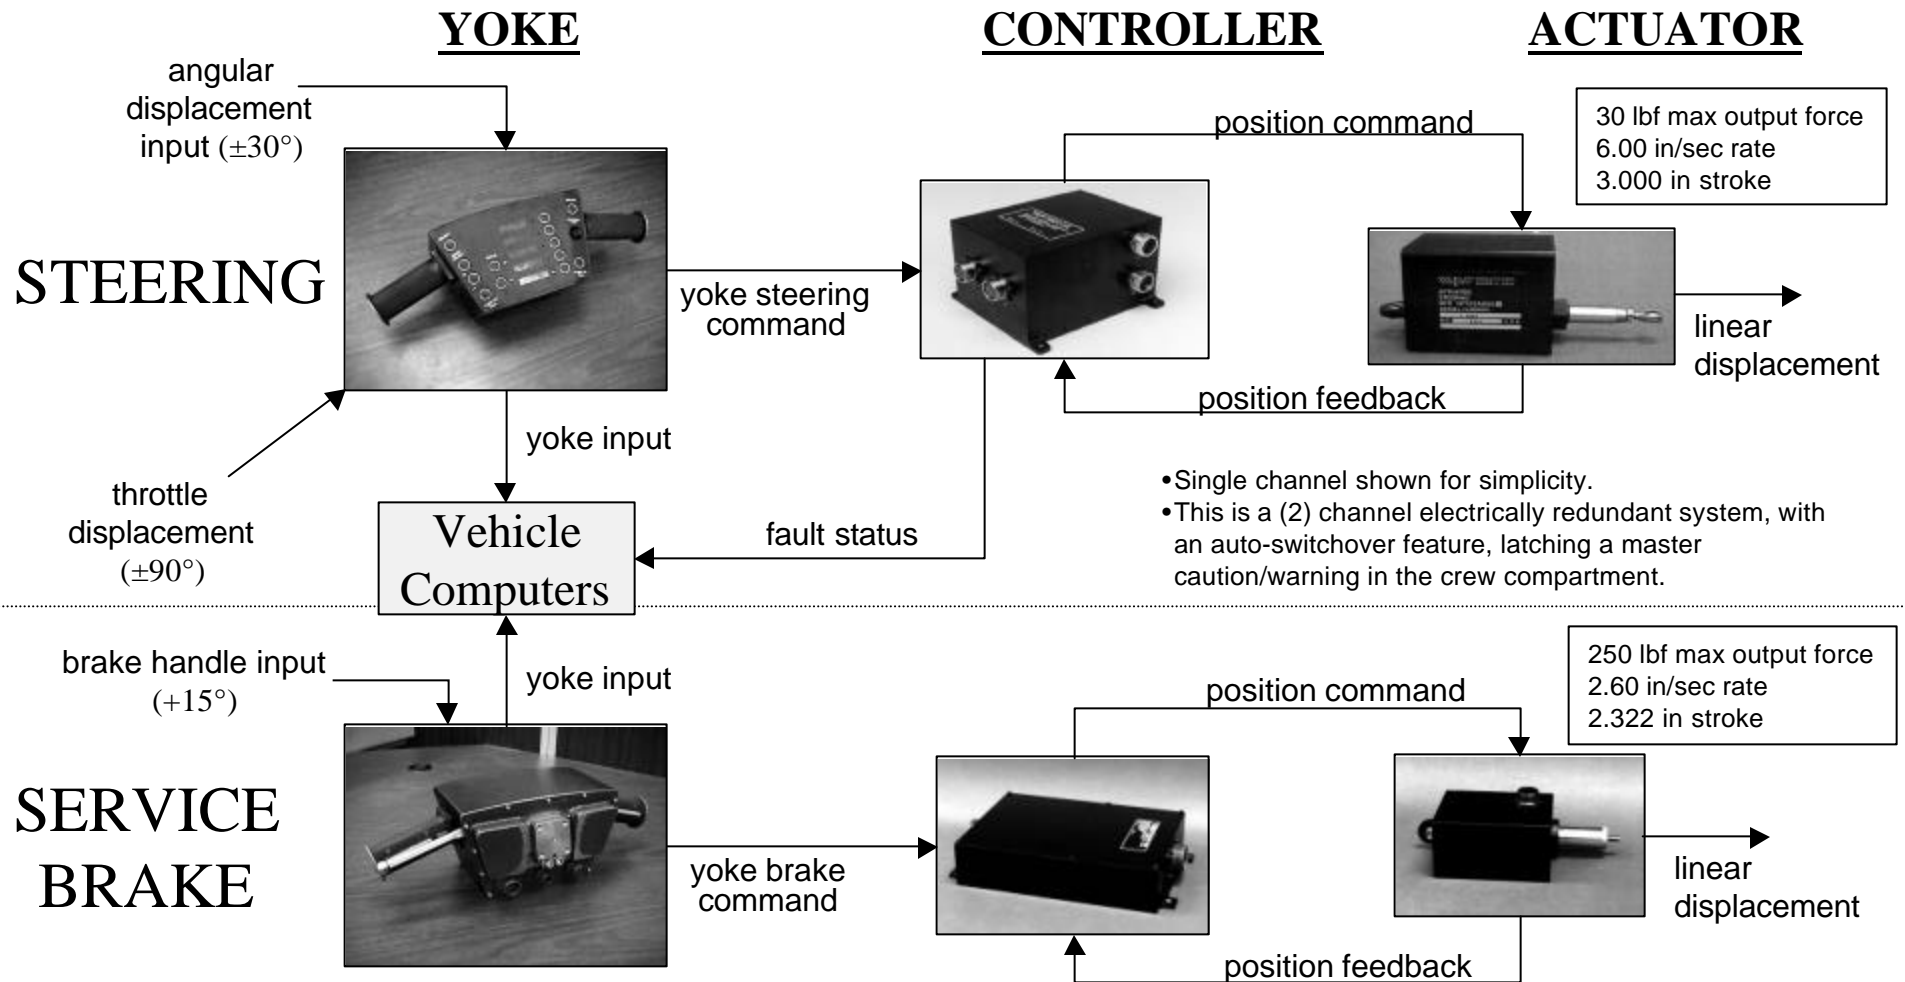 YOKE
CONTROLLER
ACTUATOR
angular
displacement
input (±30°)
position command
30 lbf max output force
6.00 in/sec rate
3.000 in stroke
STEERING
yoke steering
command
linear
displacement
position feedback
yoke input
throttle
displacement
(±90°)
Vehicle
Computers
fault status
•Single channel shown for simplicity.
•This is a (2) channel electrically redundant system, with
an auto-switchover feature, latching a master
caution/warning in the crew compartment.
brake handle input
(+15°)
yoke input
position command
250 lbf max output force
2.60 in/sec rate
2.322 in stroke
SERVICE
BRAKE
yoke brake
command
linear
displacement
position feedback